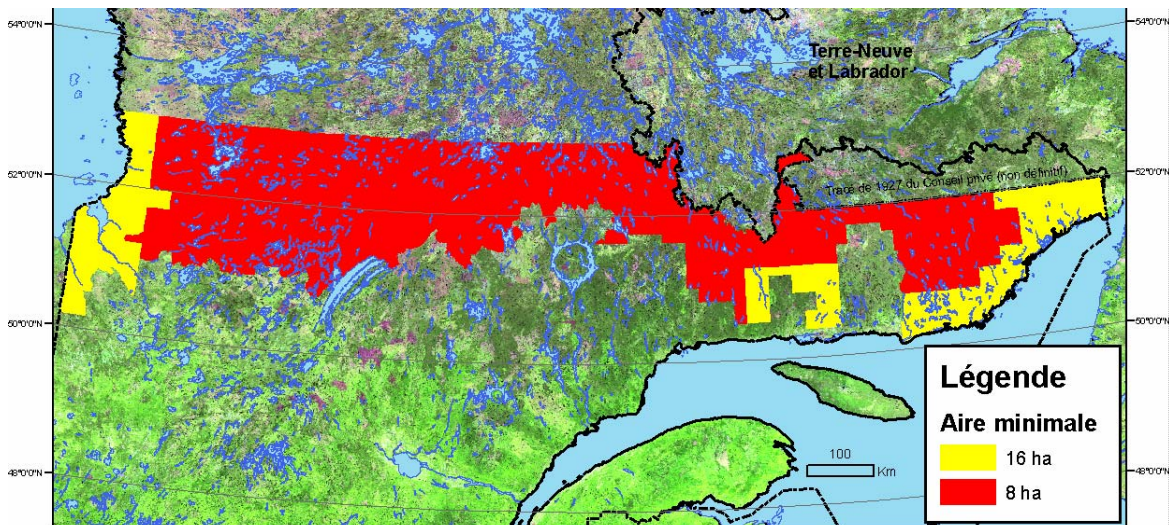 54°0'0"N
54°0'0"N
Terre-Neuve
et Labrador
52°0'0"N
52°0'0"N
Tracé de 1927 du Conseil privé (non définitif)
50°0'0"N
50°0'0"N
Légende
Aire minimale
16 ha
8 ha
100
Km
48°0'0"N
48°0'0"N